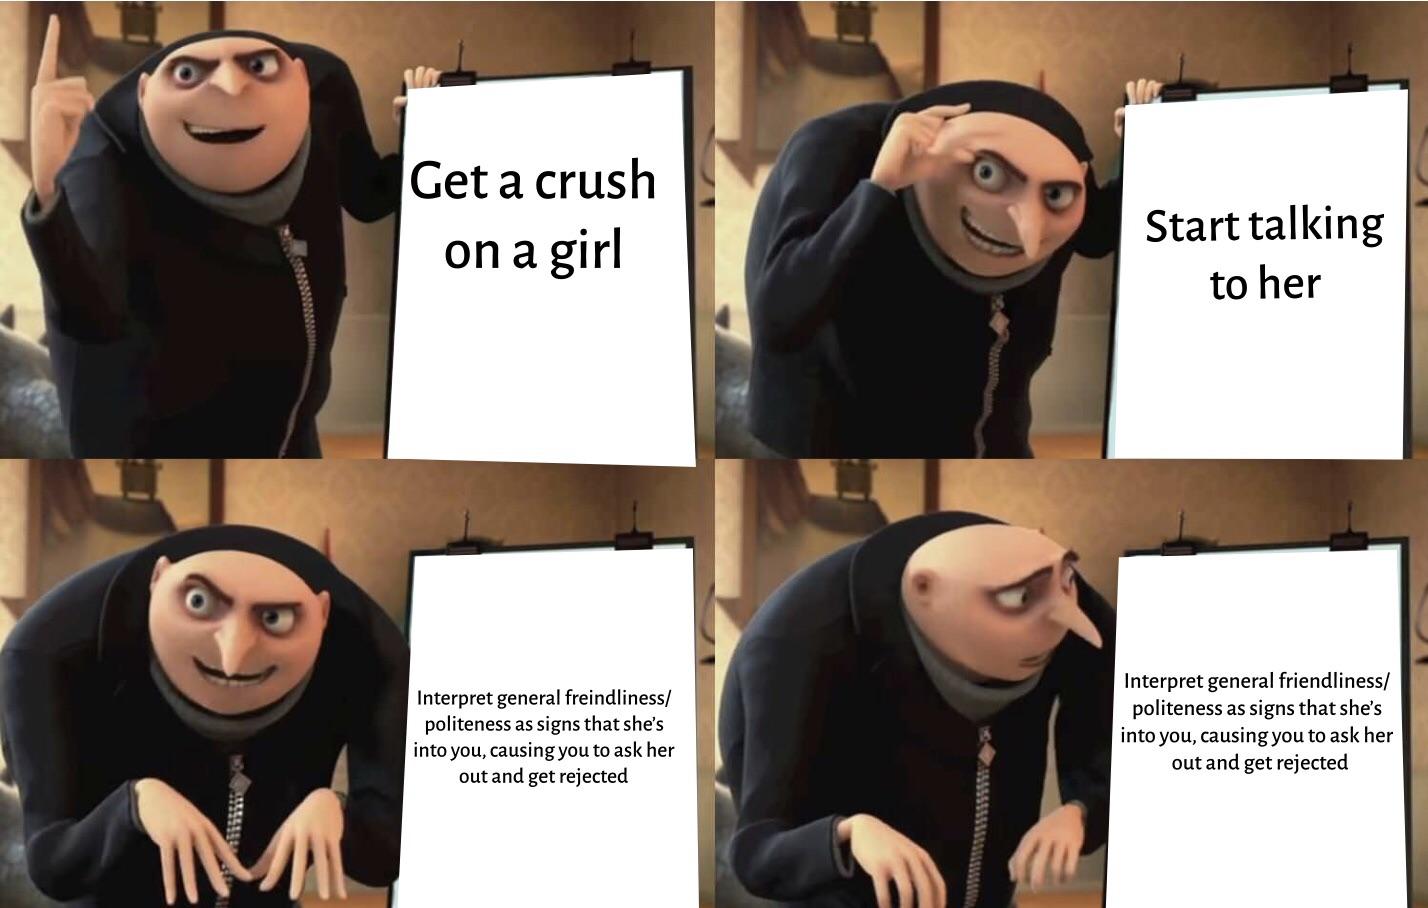 Get a crush
on a girl
Start talking
to her
Interpret general freindliness/
politeness as signs that she's
into you, causing you to ask her
out and get rejected
Interpret general friendliness/
politeness as signs that she's
into you, causing you to ask her
out and get rejected